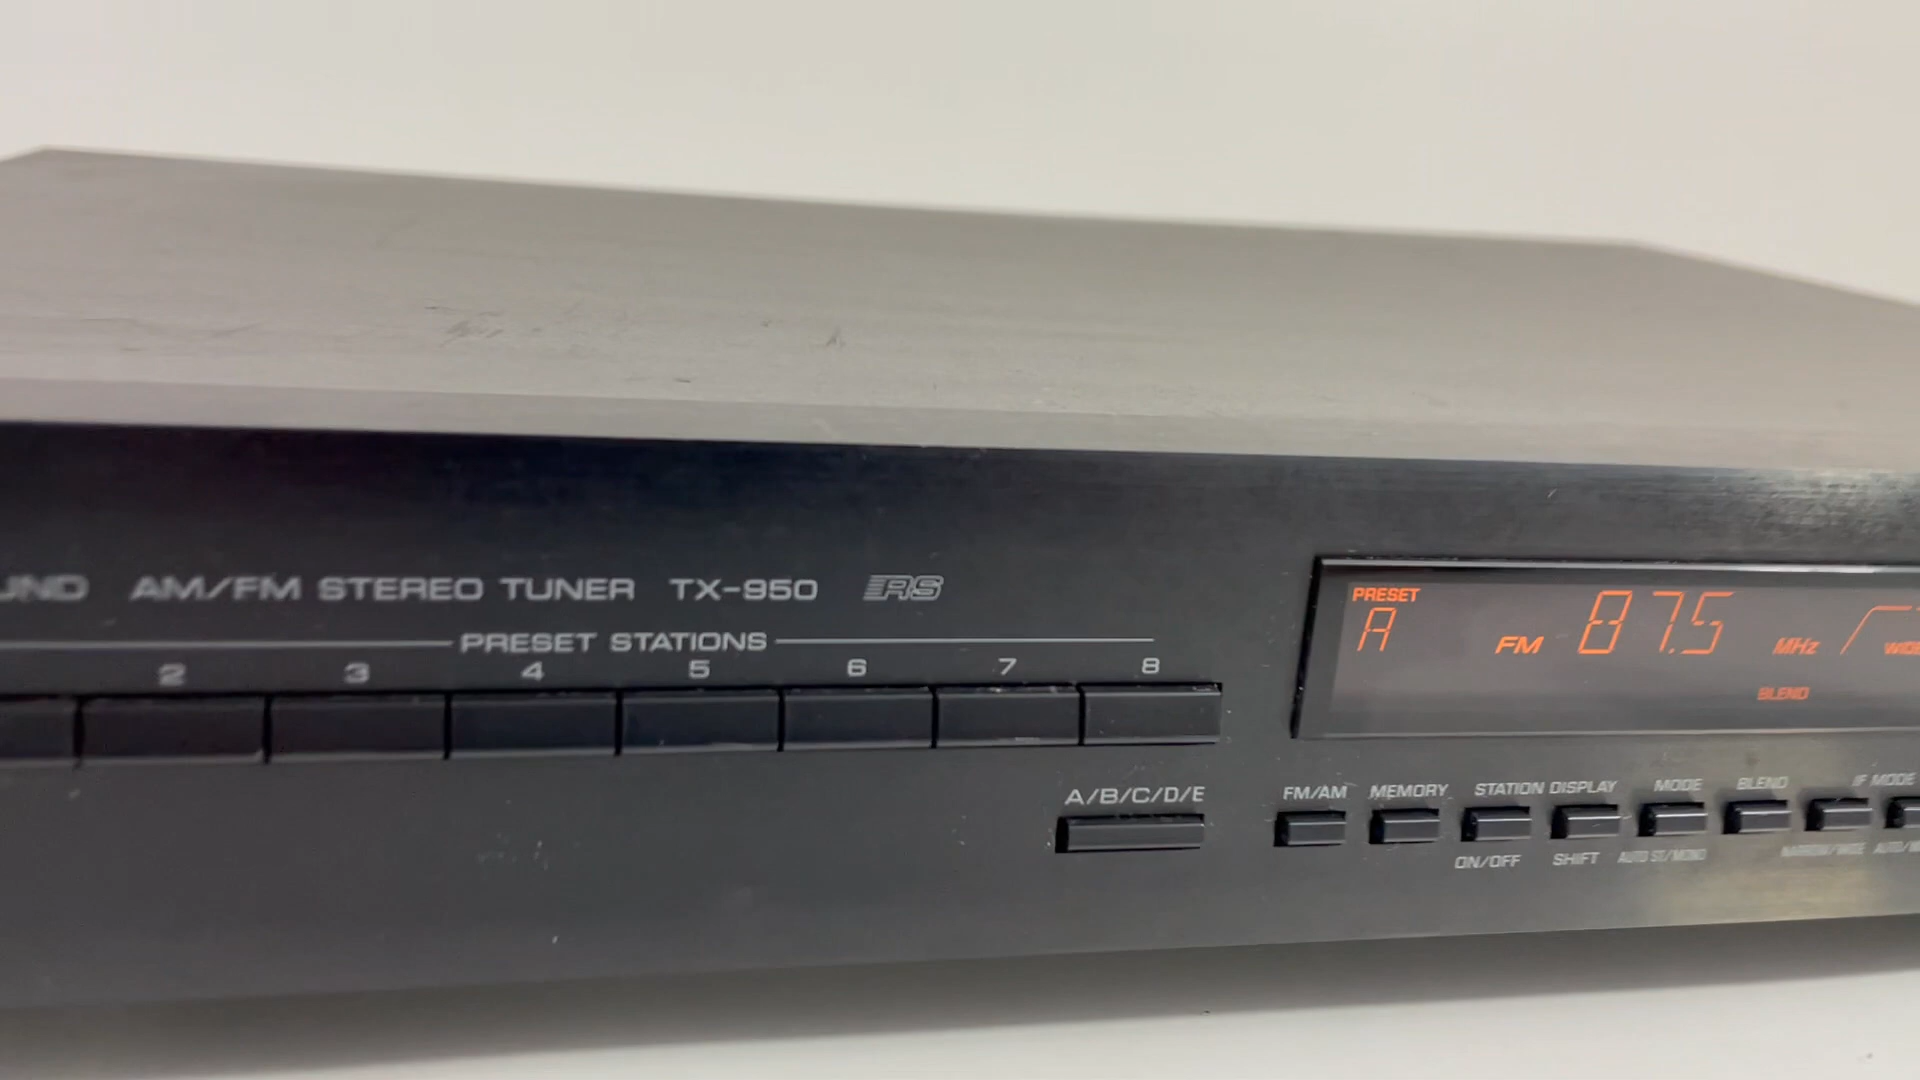 AM/FM STEREO TUNER TX-950 RS
PRESET STATIONS
2 3 4 5 6 7 8
PRESET
A FM 87.5 MHz
BLEND
A/B/C/D/E FM/AM MEMORY STATION DISPLAY MODE BLEND IF MODE
ON/OFF SHIFT AUTO ST/MONO NARROW/WIDE